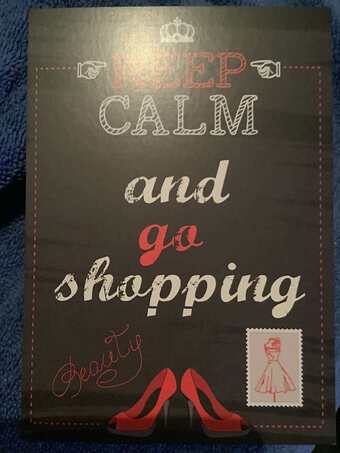 KEEP
CALM
and
go
shopping
Beauty